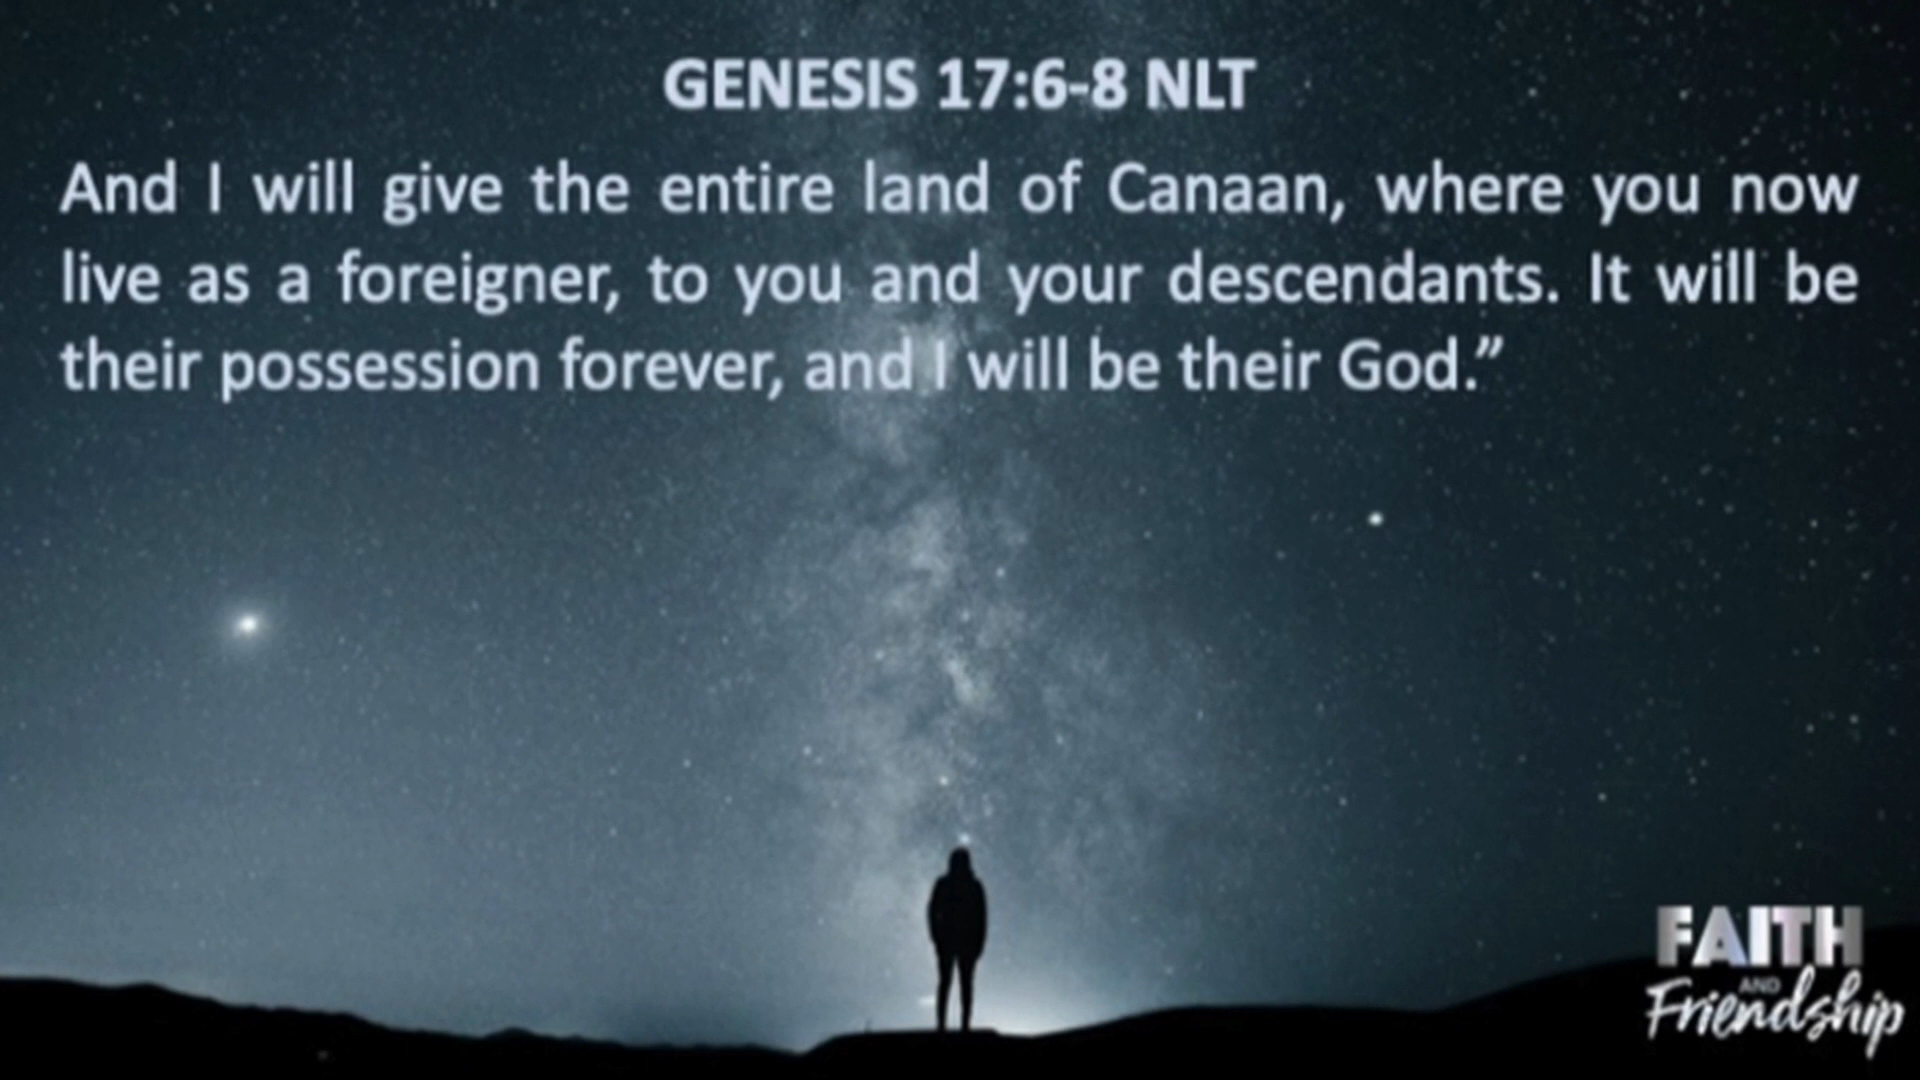 GENESIS 17:6-8 NLT
And I will give the entire land of Canaan, where you now
live as a foreigner, to you and your descendants. It will be
their possession forever, and I will be their God.”
FAITH
AND
Friendship